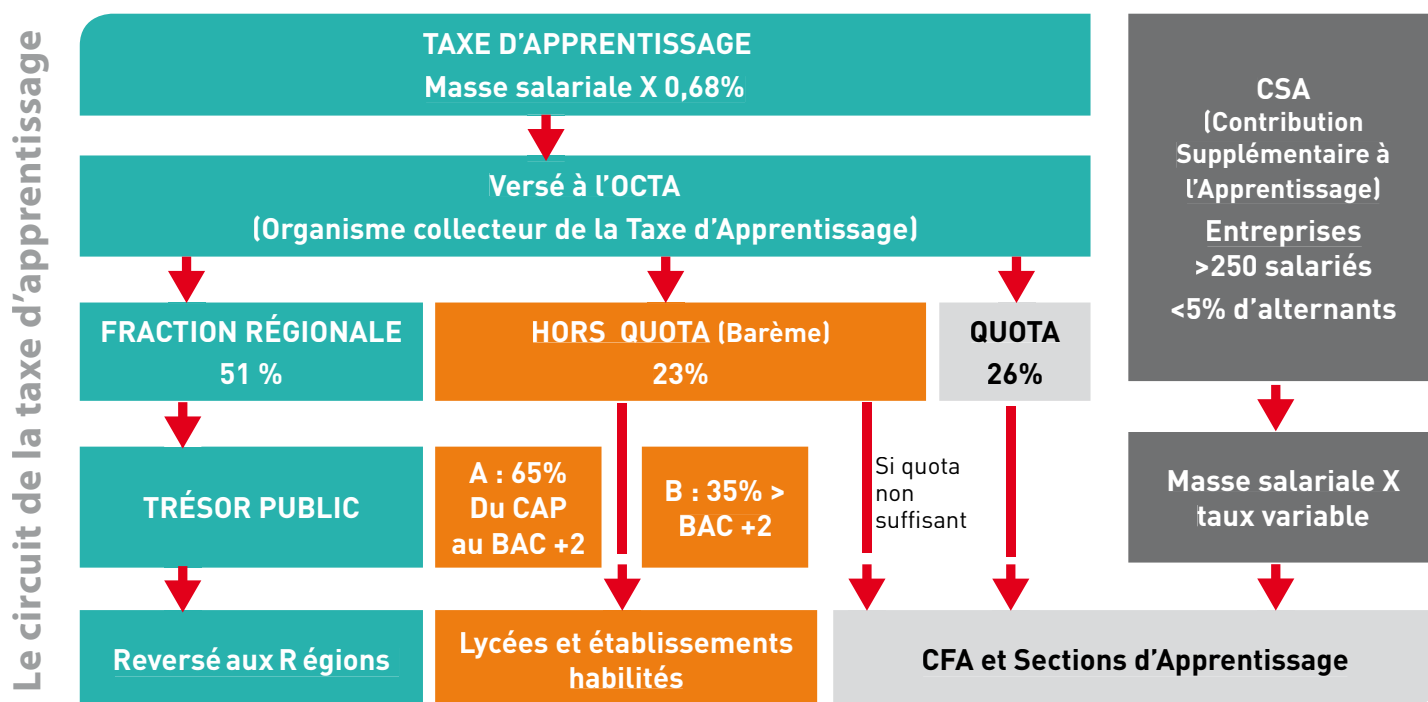 Le circuit de la taxe d'apprentissage
TAXE D'APPRENTISSAGE
Masse salariale X 0,68%
Versé à l'OCTA
(Organisme collecteur de la Taxe d'Apprentissage)
CSA
(Contribution
Supplémentaire à
l'Apprentissage)
Entreprises
>250 salariés
<5% d'alternants
FRACTION RÉGIONALE
51 %
HORS QUOTA (Barème)
23%
QUOTA
26%
TRÉSOR PUBLIC
A : 65%
Du CAP
au BAC +2
B : 35% >
BAC +2
Si quota
non
suffisant
Masse salariale X
taux variable
Reversé aux R égions
Lycées et établissements
habilités
CFA et Sections d'Apprentissage